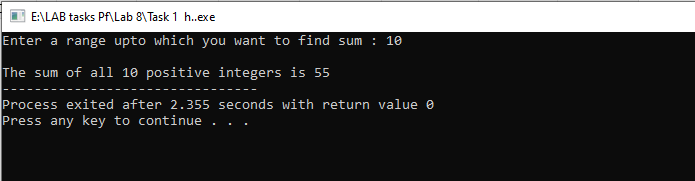 E:\LAB tasks Pf\Lab 8\Task 1 h..exe
Enter a range upto which you want to find sum : 10
The sum of all 10 positive integers is 55
--------------------------------
Process exited after 2.355 seconds with return value 0
Press any key to continue . . .